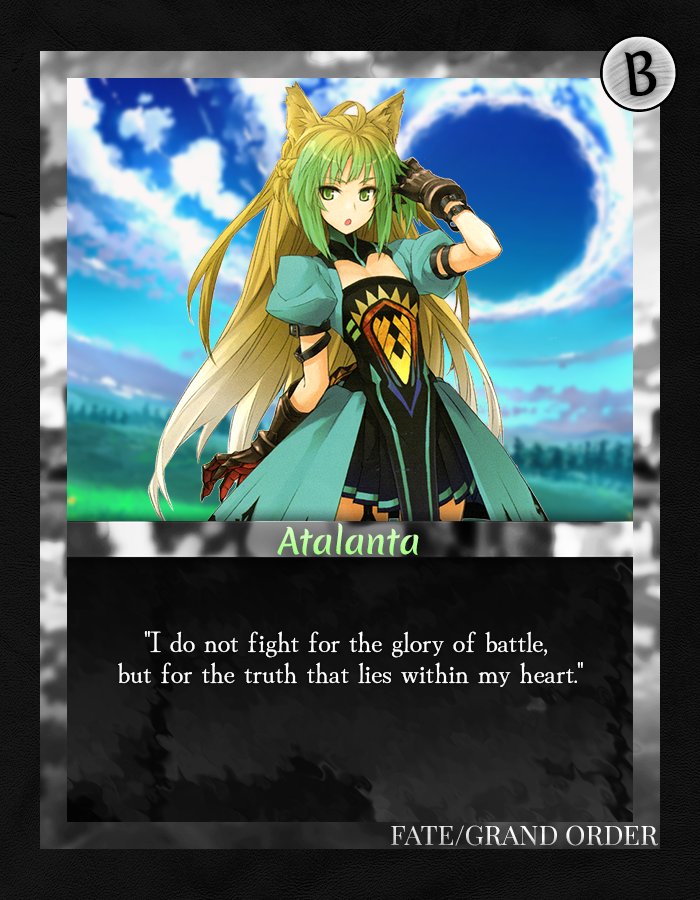 B
Atalanta
"I do not fight for the glory of battle,
but for the truth that lies within my heart."
FATE/GRAND ORDER